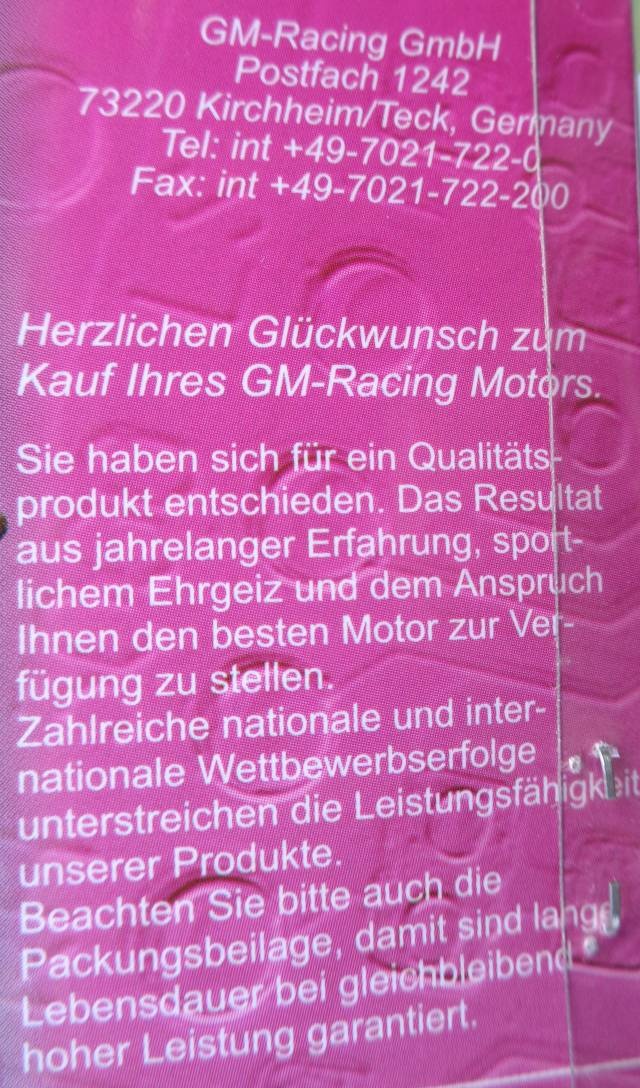 GM-Racing GmbH
Postfach 1242
73220 Kirchheim/Teck, Germany
Tel: int +49-7021-722-0
Fax: int +49-7021-722-200
Herzlichen Glückwunsch zum
Kauf Ihres GM-Racing Motors.
Sie haben sich für ein Qualitäts-
produkt entschieden. Das Resultat
aus jahrelanger Erfahrung, sport-
lichem Ehrgeiz und dem Anspruch
Ihnen den besten Motor zur Ver-
fügung zu stellen.
Zahlreiche nationale und inter-
nationale Wettbewerbserfolge
unterstreichen die Leistungsfähigkeit
unserer Produkte.
Beachten Sie bitte auch die
Packungsbeilage, damit sind lange
Lebensdauer bei gleichbleibend
hoher Leistung garantiert.